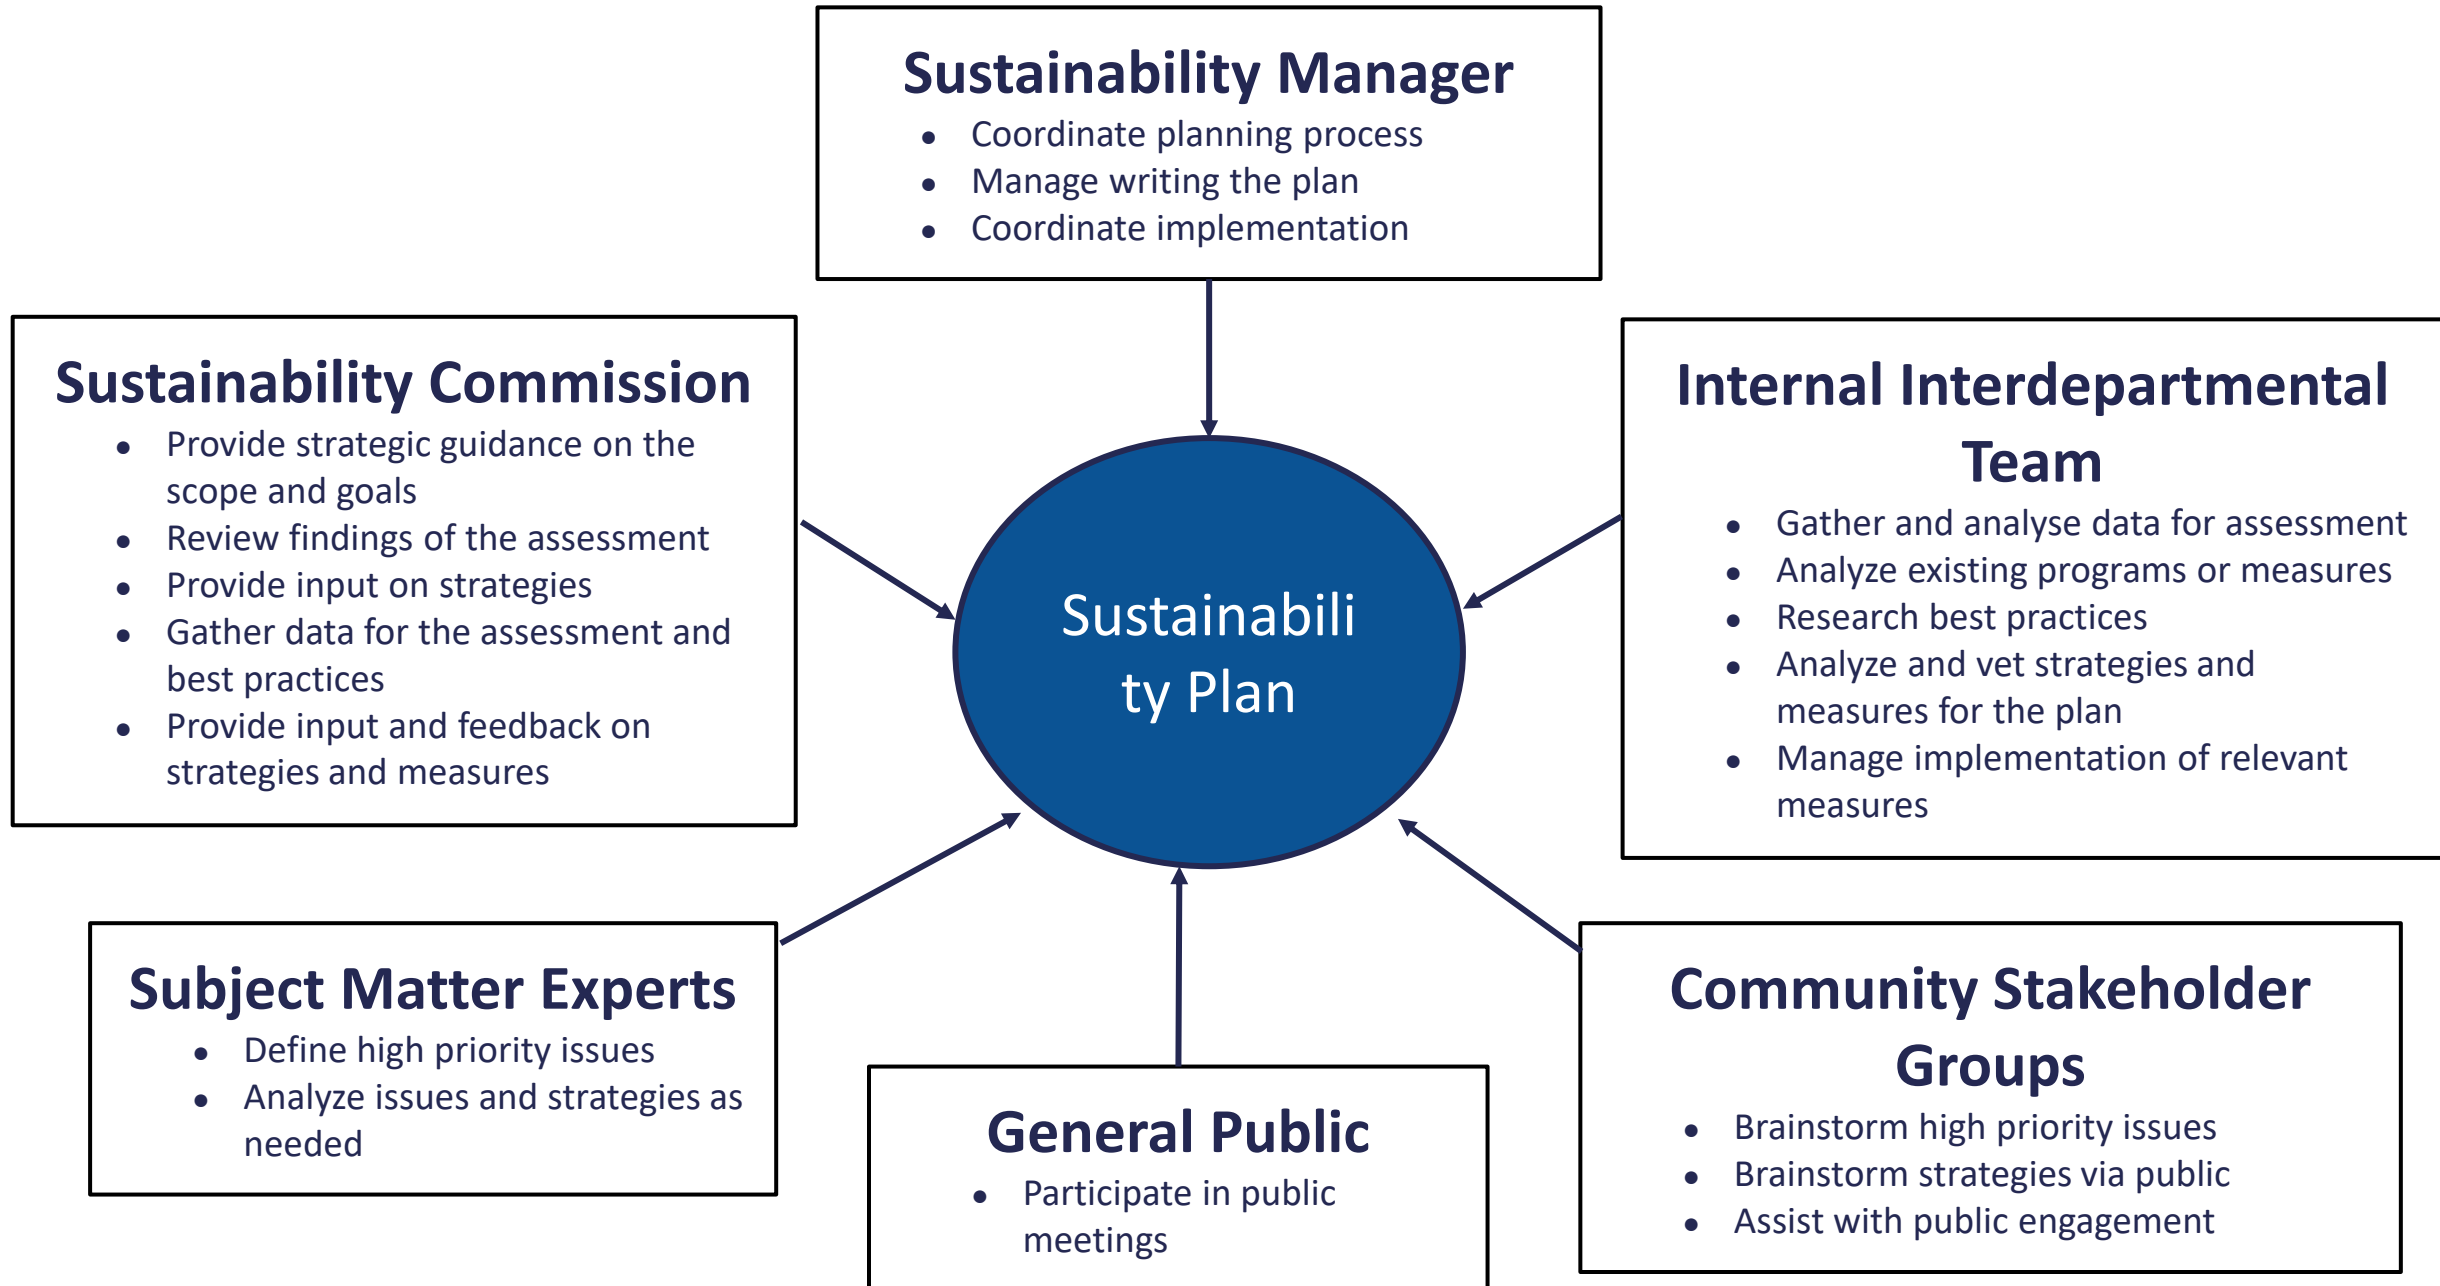 Sustainability Manager
● Coordinate planning process
● Manage writing the plan
● Coordinate implementation
Sustainability Commission
● Provide strategic guidance on the
scope and goals
● Review findings of the assessment
● Provide input on strategies
● Gather data for the assessment and
best practices
● Provide input and feedback on
strategies and measures
Sustainabili
ty Plan
Internal Interdepartmental
Team
● Gather and analyse data for assessment
● Analyze existing programs or measures
● Research best practices
● Analyze and vet strategies and
measures for the plan
● Manage implementation of relevant
measures
Subject Matter Experts
● Define high priority issues
● Analyze issues and strategies as
needed
General Public
● Participate in public
meetings
Community Stakeholder
Groups
● Brainstorm high priority issues
● Brainstorm strategies via public
● Assist with public engagement